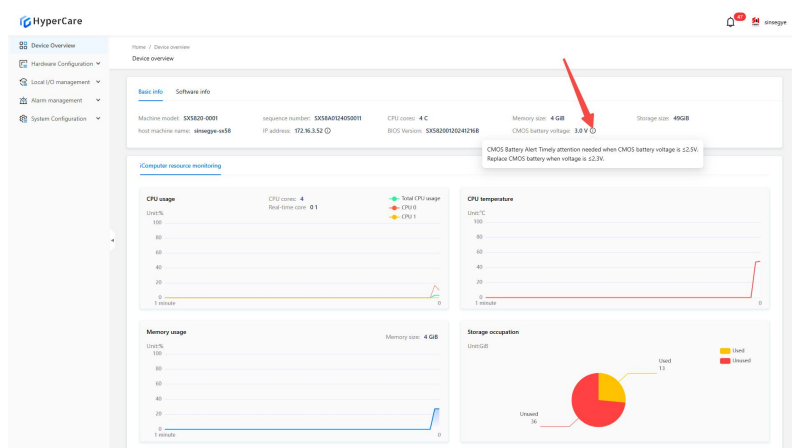 HyperCare
47
sinsegye
Device Overview
Hardware Configuration
Local I/O management
Alarm management
System Configuration
Home / Device overview
Device overview
Basic info Software info
Machine model: SX5820-0001 sequence number: SX58A0124050011 CPU cores: 4 C Memory size: 4 GiB Storage size: 49GiB
host machine name: sinsegye-sx58 IP address: 172.16.3.52 BIOS Version: SX582001202412168 CMOS battery voltage: 3.0 V
CMOS Battery Alert Timely attention needed when CMOS battery voltage is ≤2.5V.
Replace CMOS battery when voltage is ≤2.3V.
iComputer resource monitoring
CPU usage
CPU cores: 4
Real-time core 0 1
Total CPU usage
CPU 0
CPU 1
Unit:%
100
80
60
40
20
0
1 minute 0
CPU temperature
Unit:°C
100
80
60
40
20
0
1 minute 0
Memory usage
Memory size: 4 GiB
Unit:%
100
80
60
40
20
0
1 minute 0
Storage occupation
Unit:GiB
Used
Unused
Used
13
Unused
36